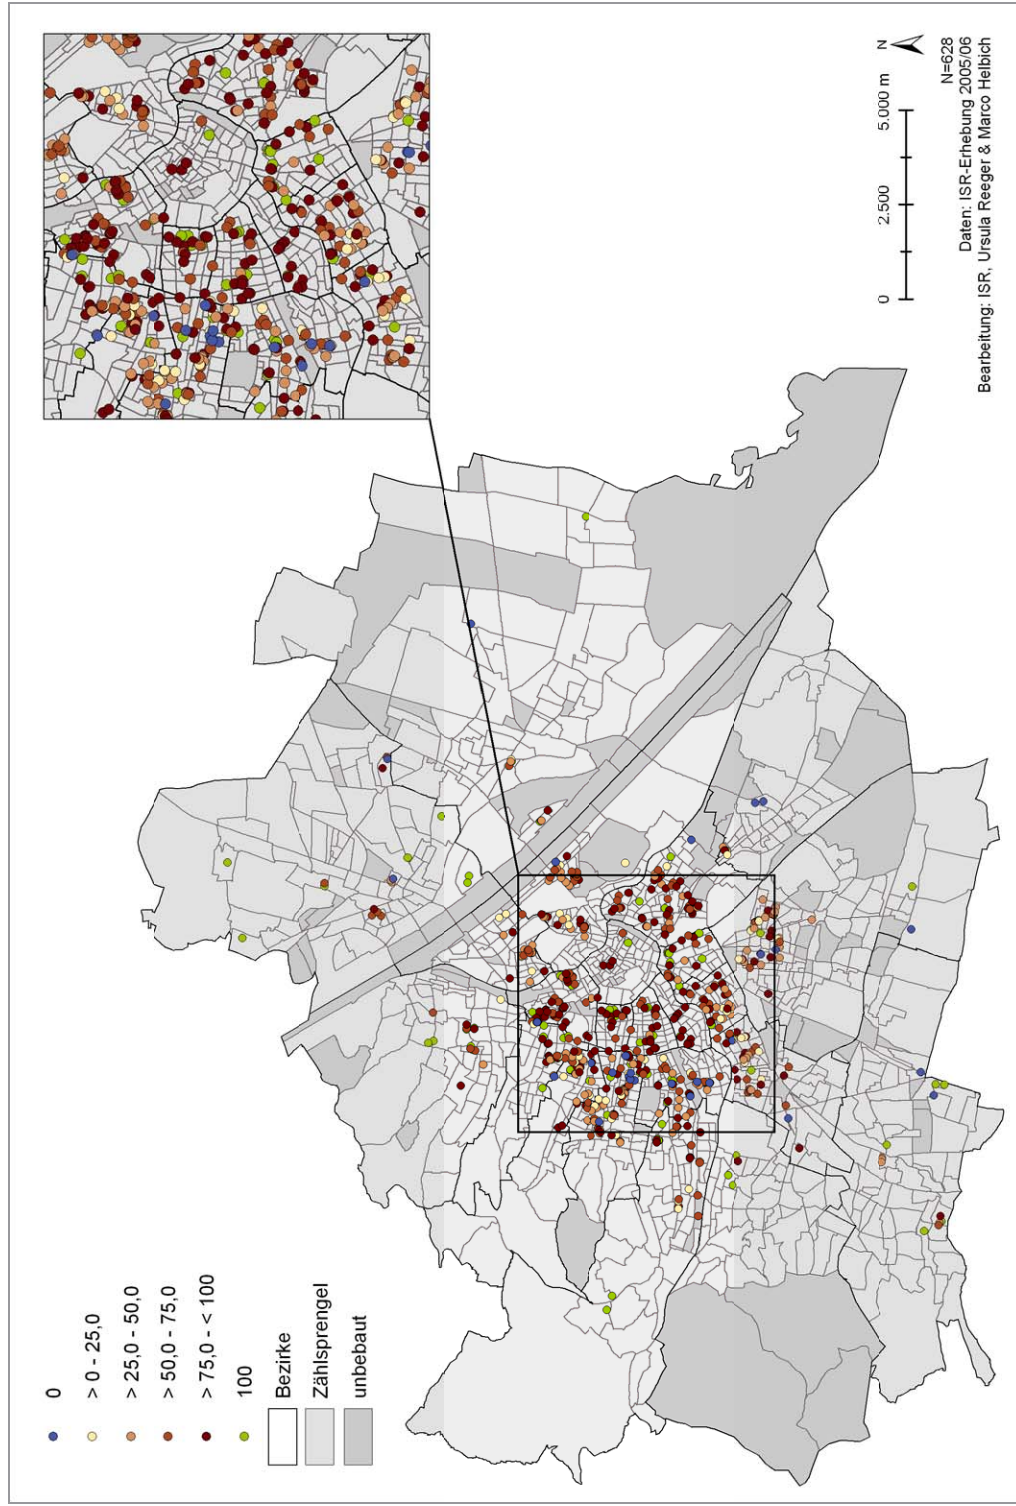 0
> 0 - 25,0
> 25,0 - 50,0
> 50,0 - 75,0
> 75,0 - < 100
100
Bezirke
Zählsprengel
unbebaut
N
0 2.500 5.000 m
N=628
Daten: ISR-Erhebung 2005/06
Bearbeitung: ISR, Ursula Reeger & Marco Helbich